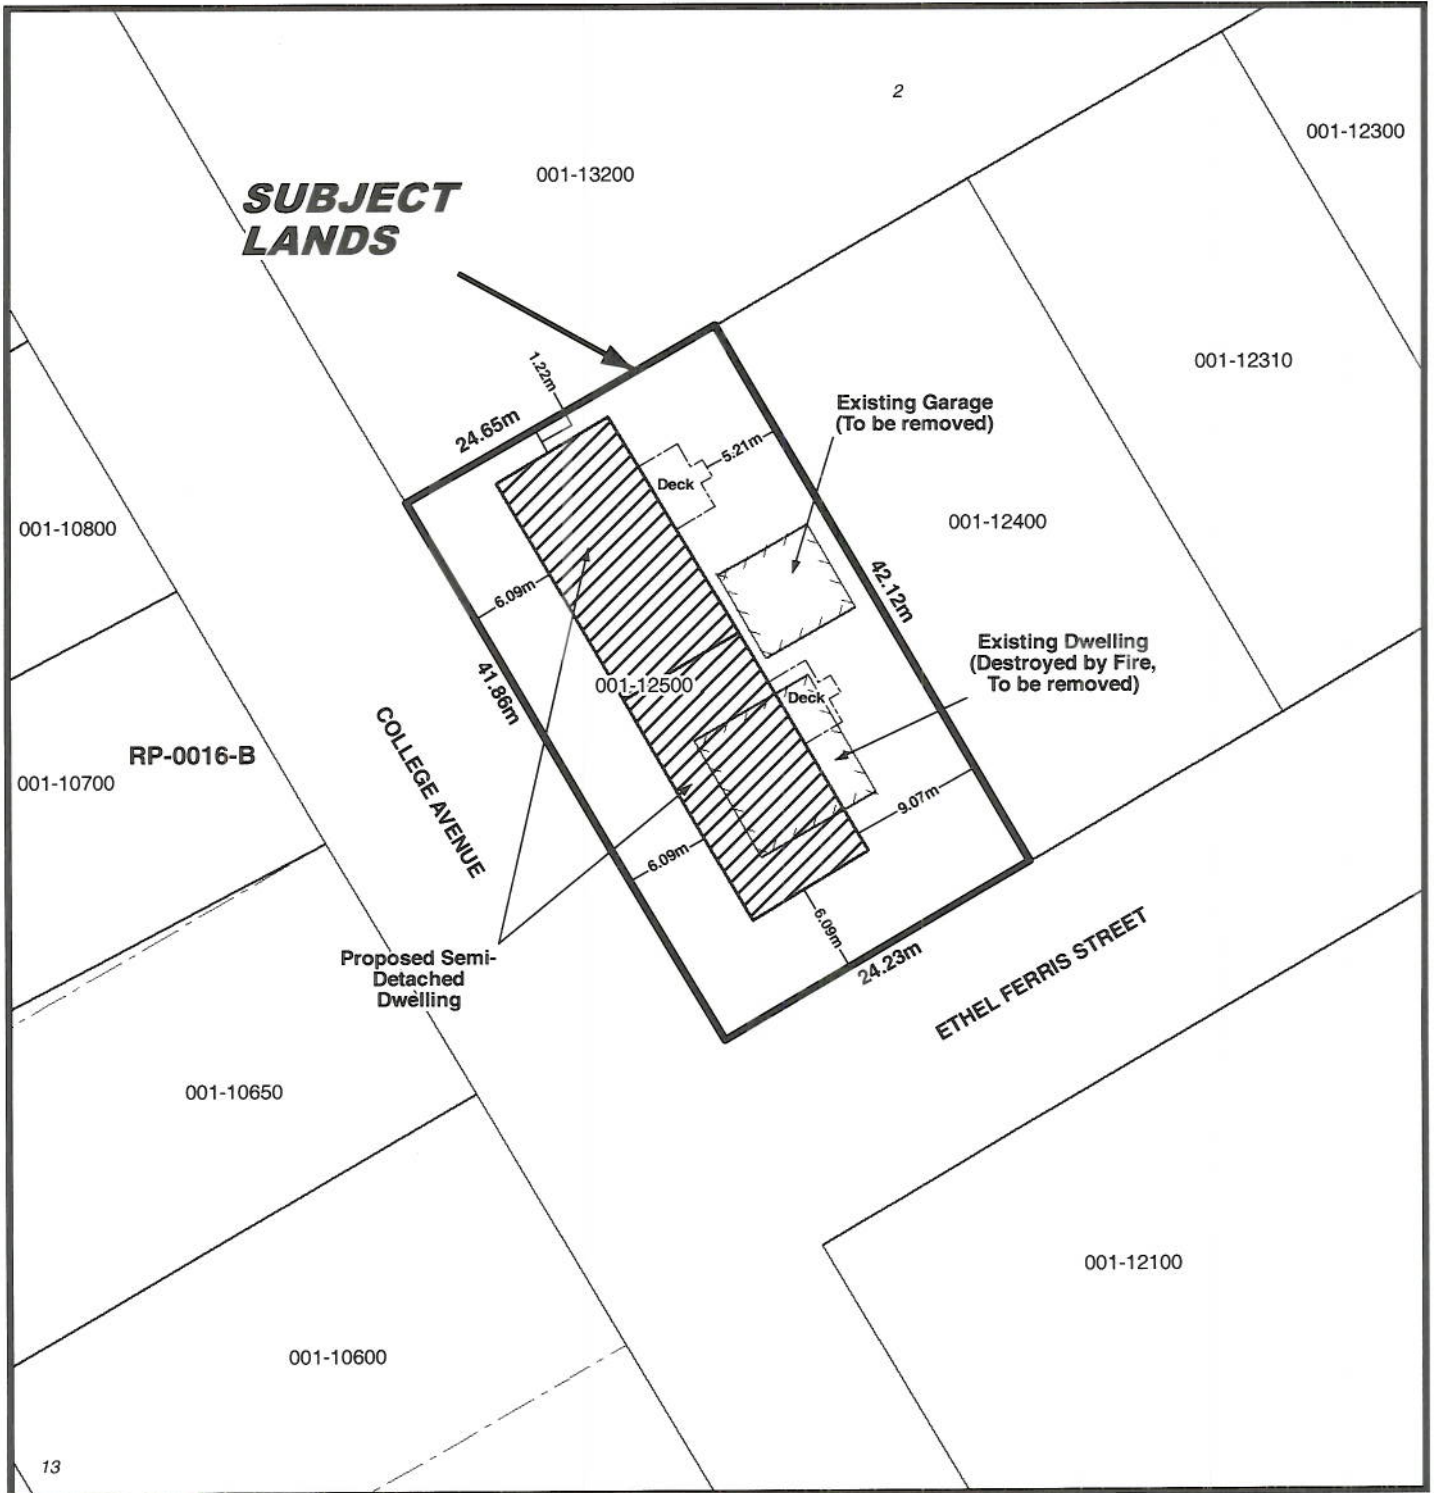 2
001-12300
001-13200
SUBJECT
LANDS
001-12310
1.22m
24.65m
Existing Garage
(To be removed)
5.21m
Deck
001-10800
001-12400
6.09m
42.12m
Existing Dwelling
(Destroyed by Fire,
To be removed)
001-12500
41.86m
Deck
COLLEGE AVENUE
RP-0016-B
001-10700
9.07m
6.09m
6.09m
24.23m
ETHEL FERRIS STREET
Proposed Semi-
Detached
Dwelling
001-10650
001-12100
001-10600
13